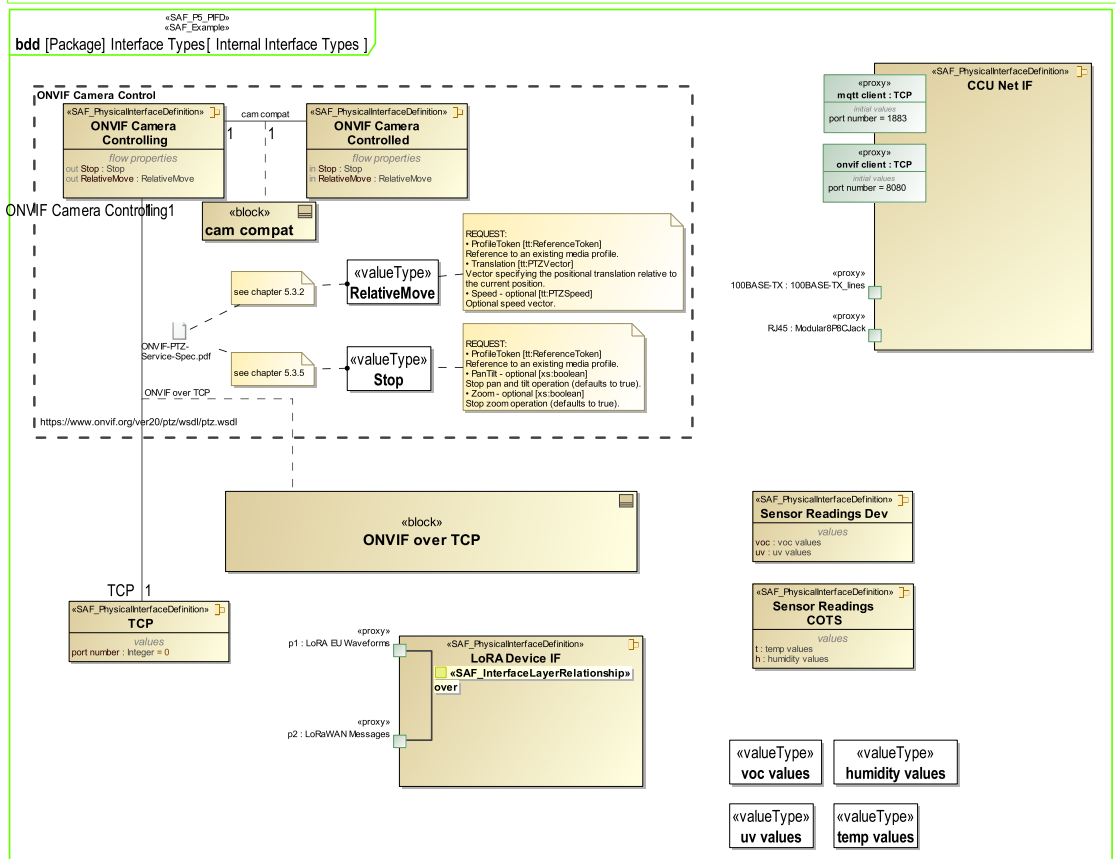 «SAF_P5_PIFD»
«SAF_Example»
bdd [Package] Interface Types[ Internal Interface Types ]
ONVIF Camera Control
«SAF_PhysicalInterfaceDefinition»
ONVIF Camera
Controlling
flow properties
out Stop : Stop
out RelativeMove : RelativeMove
cam compat
1
1
«SAF_PhysicalInterfaceDefinition»
ONVIF Camera
Controlled
flow properties
in Stop : Stop
in RelativeMove : RelativeMove
ONVIF Camera Controlling1
1
«block»
cam compat
see chapter 5.3.2
«valueType»
RelativeMove
REQUEST:
• ProfileToken [tt:ReferenceToken]
Reference to an existing media profile.
• Translation [tt:PTZVector]
Vector specifying the positional translation relative to
the current position.
• Speed - optional [tt:PTZSpeed]
Optional speed vector.
ONVIF-PTZ-
Service-Spec.pdf
see chapter 5.3.5
«valueType»
Stop
REQUEST:
• ProfileToken [tt:ReferenceToken]
Reference to an existing media profile.
• PanTilt - optional [xs:boolean]
Stop pan and tilt operation (defaults to true).
• Zoom - optional [xs:boolean]
Stop zoom operation (defaults to true).
ONVIF over TCP
https://www.onvif.org/ver20/ptz/wsdl/ptz.wsdl
«block»
ONVIF over TCP
TCP 1
«SAF_PhysicalInterfaceDefinition»
TCP
values
port number : Integer = 0
«proxy»
p1 : LoRA EU Waveforms
«proxy»
p2 : LoRaWAN Messages
«SAF_PhysicalInterfaceDefinition»
LoRA Device IF
«SAF_InterfaceLayerRelationship»
over
«SAF_PhysicalInterfaceDefinition»
CCU Net IF
«proxy»
mqtt client : TCP
initial values
port number = 1883
«proxy»
onvif client : TCP
initial values
port number = 8080
«proxy»
100BASE-TX : 100BASE-TX_lines
«proxy»
RJ45 : Modular8P8CJack
«SAF_PhysicalInterfaceDefinition»
Sensor Readings Dev
values
voc : voc values
uv : uv values
«SAF_PhysicalInterfaceDefinition»
Sensor Readings
COTS
values
t : temp values
h : humidity values
«valueType»
voc values
«valueType»
humidity values
«valueType»
uv values
«valueType»
temp values